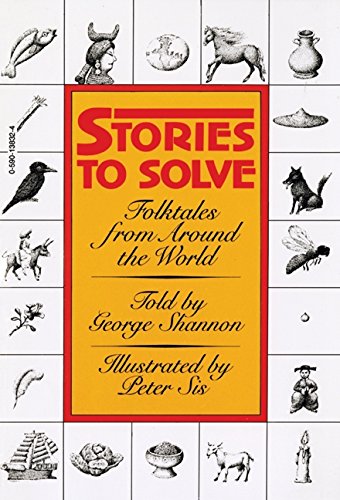 0-590-13832-4
STORIES
TO SOLVE
Folktales
from Around
the World
Told by
George Shannon
Illustrated by
Peter Sis